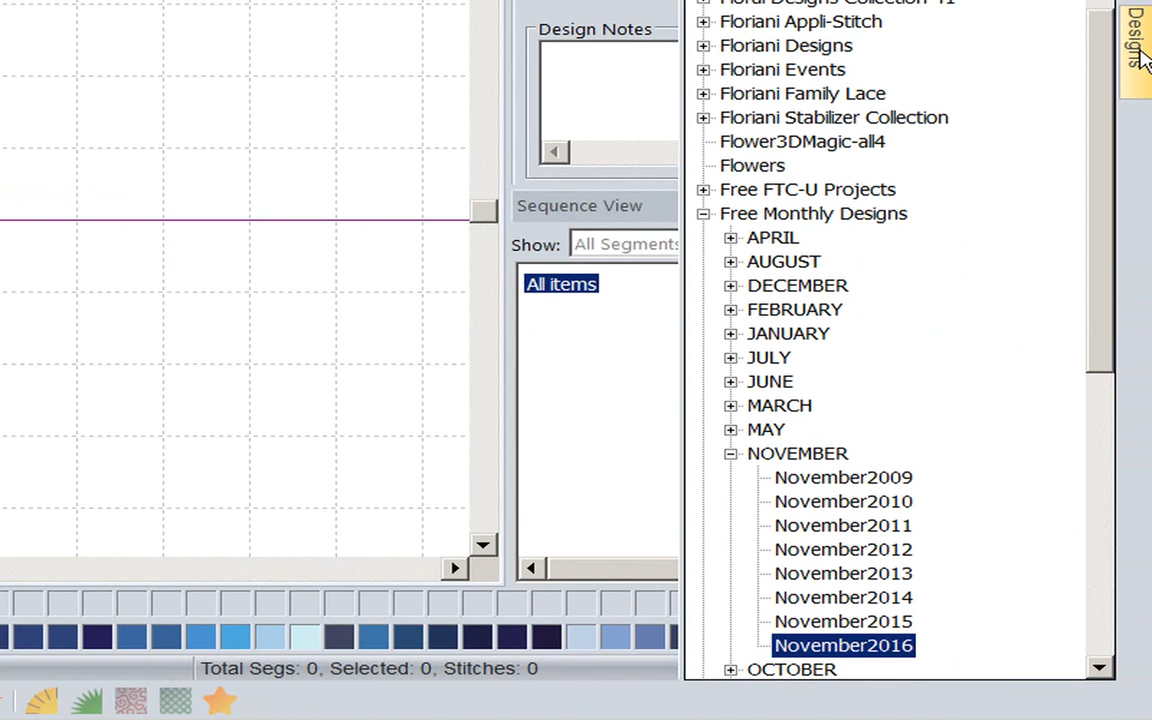 Design Notes
Sequence View
Show:
All Segments
All items
Total Segs: 0, Selected: 0, Stitches: 0
Floral Designs Collection
Floriani Appli-Stitch
Floriani Designs
Floriani Events
Floriani Family Lace
Floriani Stabilizer Collection
Flower3DMagic-all4
Flowers
Free FTC-U Projects
Free Monthly Designs
APRIL
AUGUST
DECEMBER
FEBRUARY
JANUARY
JULY
JUNE
MARCH
MAY
NOVEMBER
November2009
November2010
November2011
November2012
November2013
November2014
November2015
November2016
OCTOBER
Designs